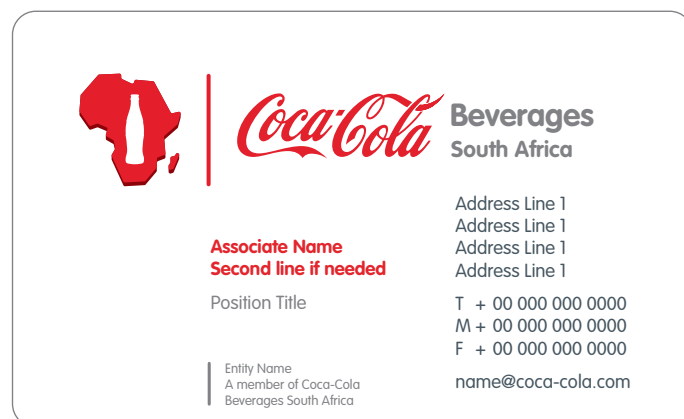 Coca-Cola Beverages
South Africa
Associate Name
Second line if needed
Position Title
Entity Name
A member of Coca-Cola
Beverages South Africa
Address Line 1
Address Line 1
Address Line 1
Address Line 1
T + 00 000 000 0000
M + 00 000 000 0000
F + 00 000 000 0000
name@coca-cola.com